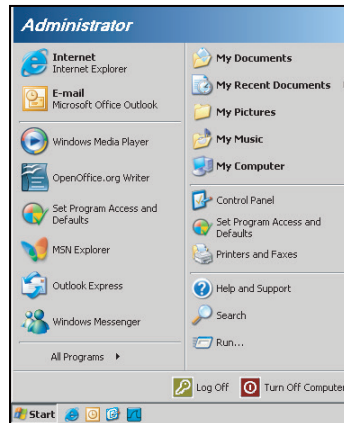 Administrator
Internet
Internet Explorer
E-mail
Microsoft Office Outlook
Windows Media Player
OpenOffice.org Writer
Set Program Access and
Defaults
MSN Explorer
Outlook Express
Windows Messenger
All Programs
My Documents
My Recent Documents
My Pictures
My Music
My Computer
Control Panel
Set Program Access and
Defaults
Printers and Faxes
Help and Support
Search
Run...
Log Off
Turn Off Computer
Start